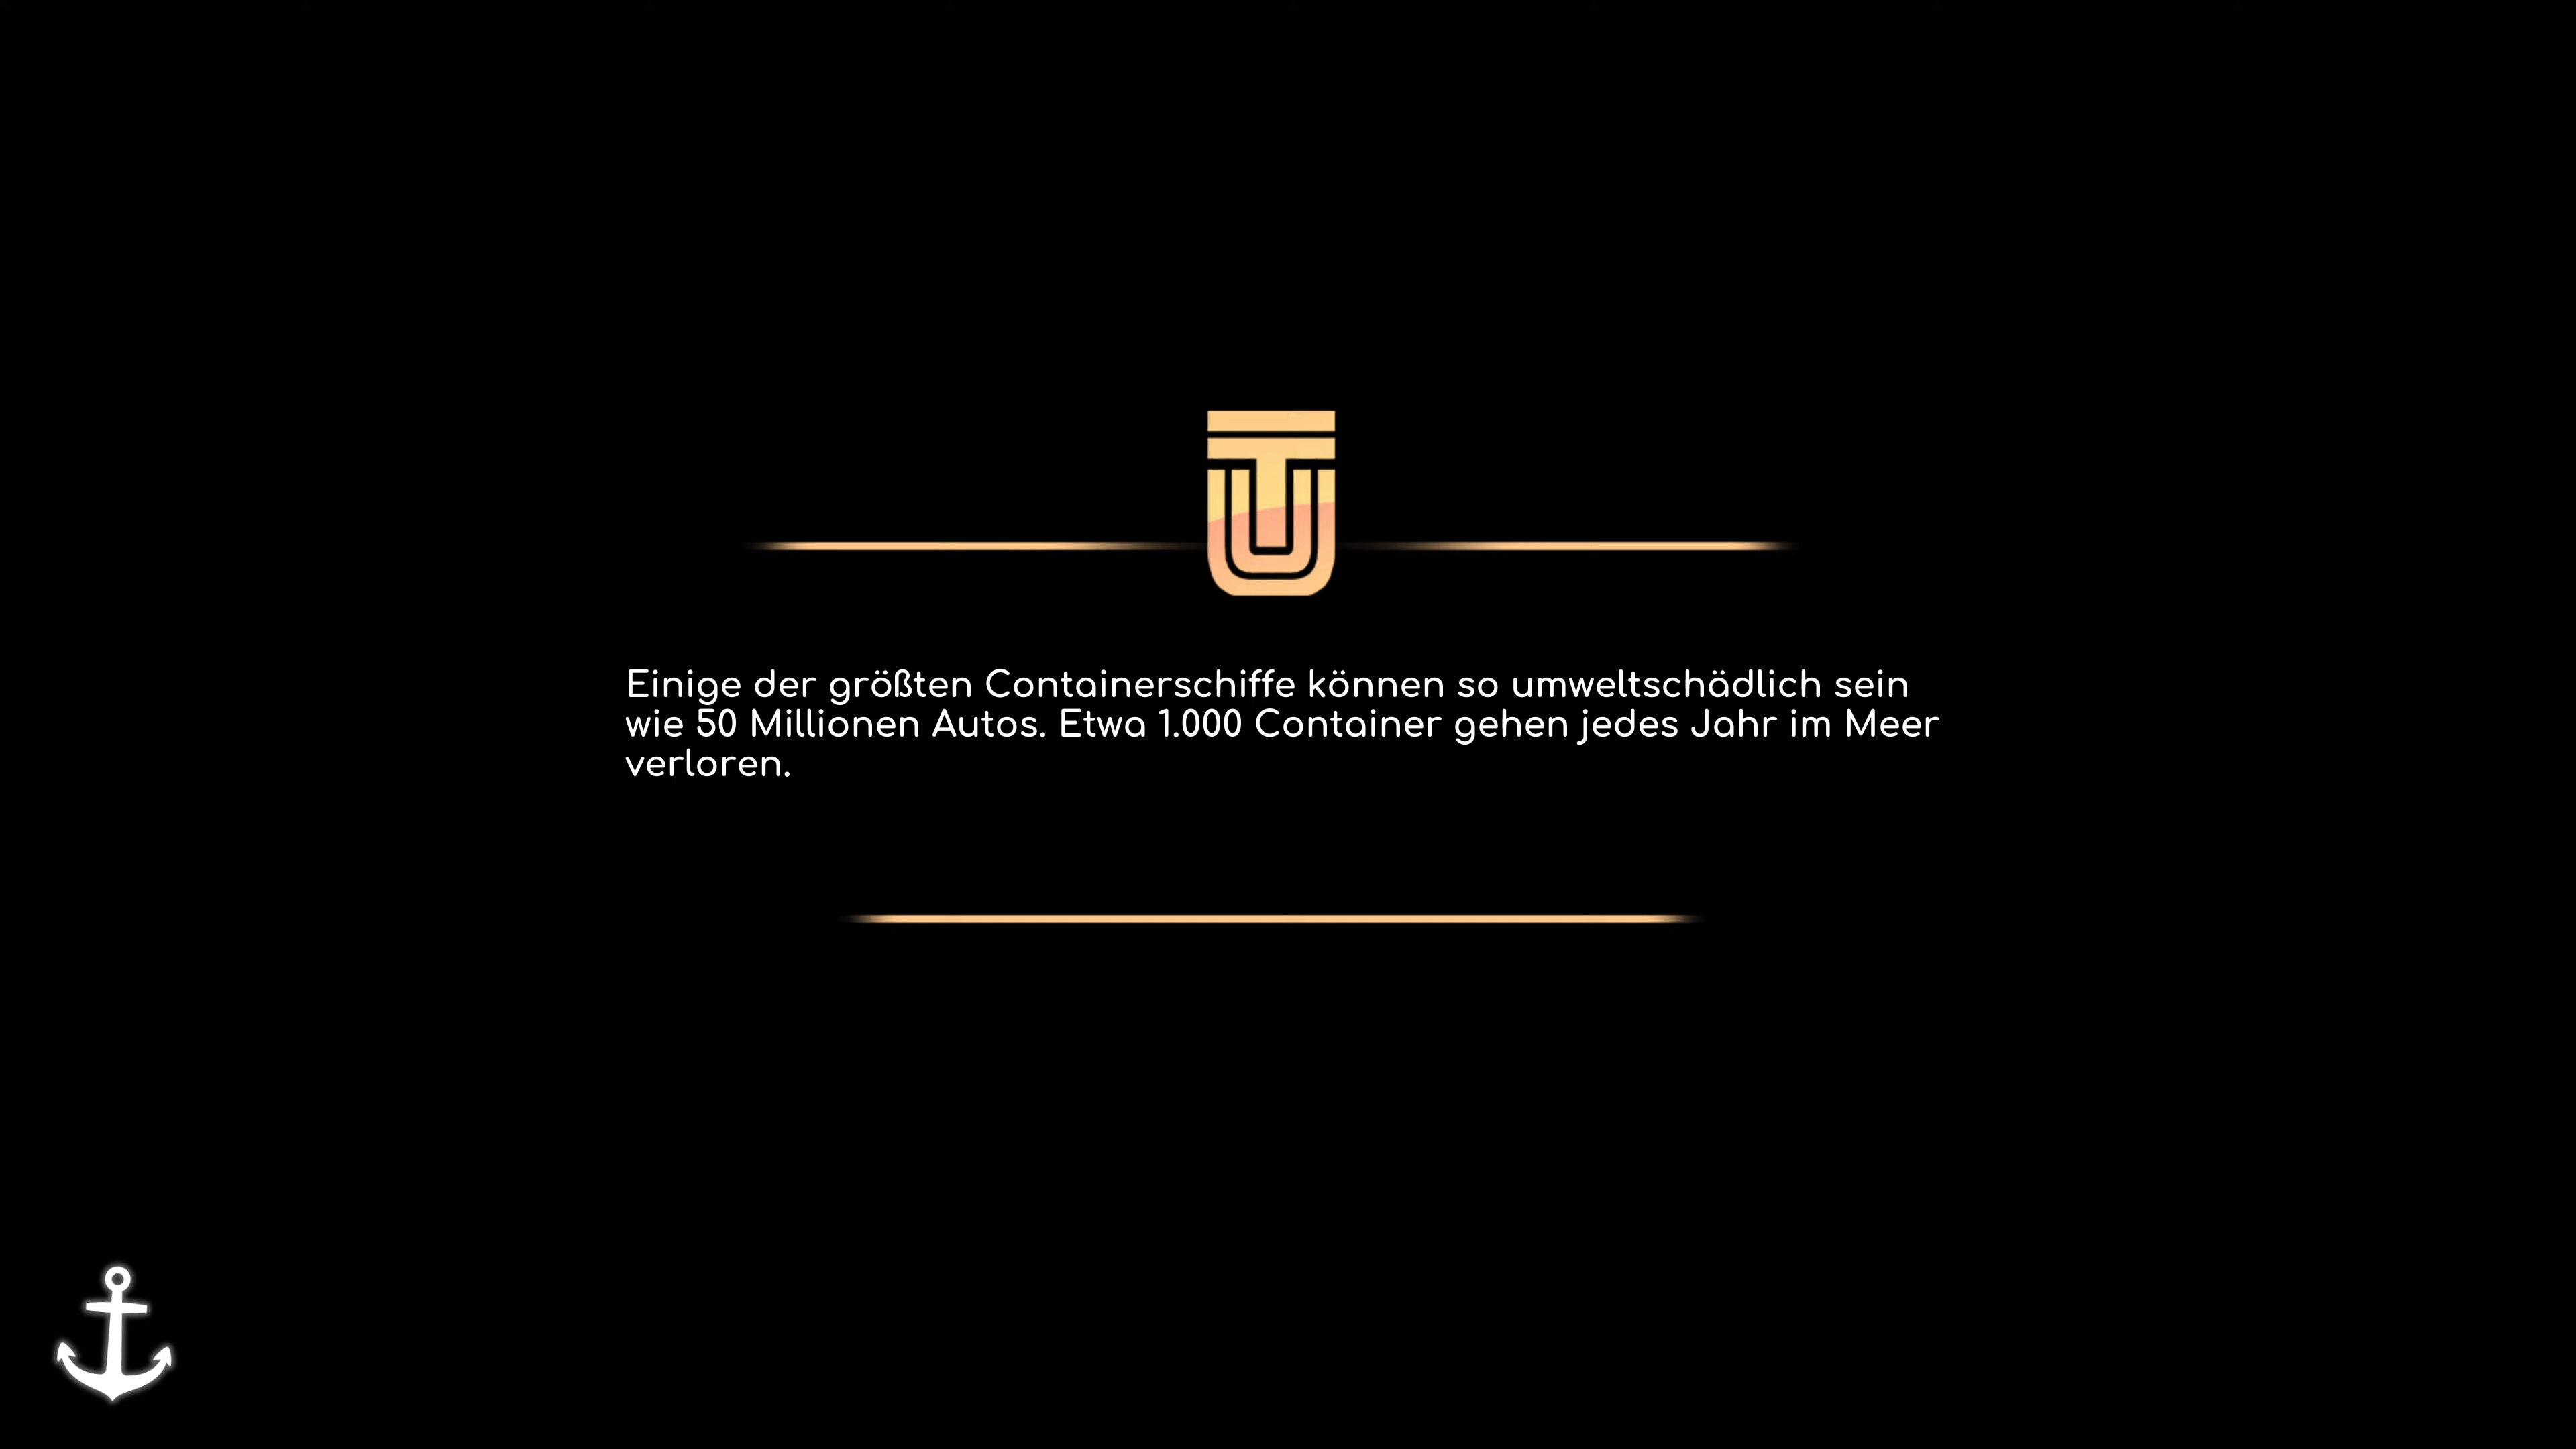 Einige der größten Containerschiffe können so umweltschädlich sein
wie 50 Millionen Autos. Etwa 1.000 Container gehen jedes Jahr im Meer
verloren.